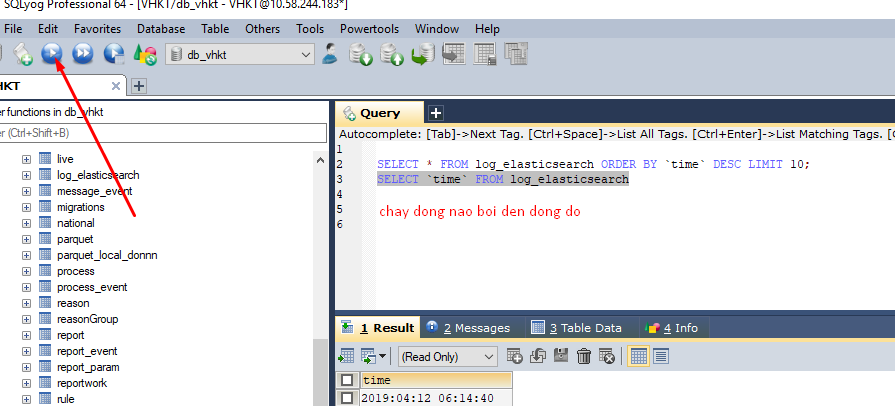 SQLyog Professional 64 - [VHKT/db_vhkt - VHKT@10.58.244.183*]
File Edit Favorites Database Table Others Tools Powertools Window Help
db_vhkt
HKT
er functions in db_vhkt
er (Ctrl+Shift+B)
live
log_elasticsearch
message_event
migrations
national
parquet
parquet_local_donnn
process
process_event
reason
reasonGroup
report
report_event
report_param
reportwork
rule
Query
Autocomplete: [Tab]->Next Tag. [Ctrl+Space]->List All Tags. [Ctrl+Enter]->List Matching Tags. [
1
2 SELECT * FROM log_elasticsearch ORDER BY `time` DESC LIMIT 10;
3 SELECT `time` FROM log_elasticsearch
4
5 chay dong nao boi den dong do
6
1 Result 2 Messages 3 Table Data 4 Info
(Read Only)
time
2019:04:12 06:14:40